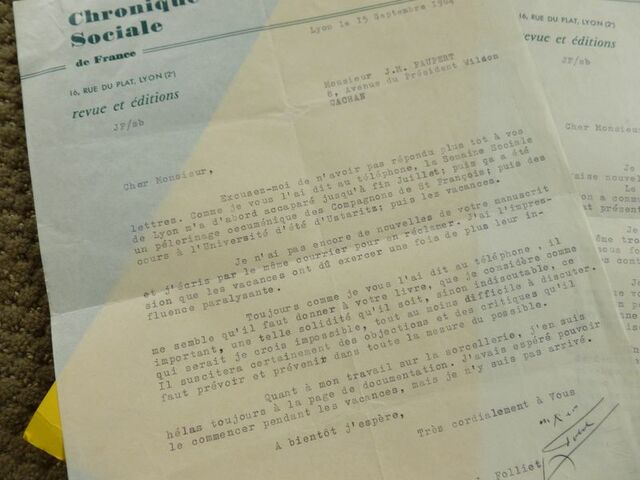 Chronique
Sociale
de France
16, RUE DU PLAT, LYON (2e)
revue et éditions
JF/sb
Lyon le 15 Septembre 1964
Monsieur J.M. PAUPERT
8, Avenue du Président Wilson
CACHAN
Cher Monsieur,
Excusez-moi de n'avoir pas répondu plus tôt à vos
lettres. Comme je vous l'ai dit au téléphone, la Semaine Sociale
de Lyon m'a d'abord accaparé jusqu'à fin Juillet; puis ça a été
un pélerinage oecuménique des Compagnons de St François; puis des
cours à l'Université d'été d'Ustaritz; puis les vacances.
Je n'ai pas encore de nouvelles de votre manuscrit
et j'écris par le même courrier pour en réclamer. J'ai l'impres-
sion que les vacances ont dû exercer une fois de plus leur in-
fluence paralysante.
Toujours comme je vous l'ai dit au téléphone, il
me semble qu'il faut donner à votre livre, que je considère comme
important, une telle solidité qu'il soit, sinon indiscutable, ce
qui serait je crois impossible, tout au moins difficile à discuter.
Il suscitera certainement des objections et des critiques qu'il
faut prévoir et prévenir dans toute la mesure du possible.
Quant à mon travail sur la sorcellerie, j'en suis
hélas toujours à la page de documentation. J'avais espéré pouvoir
le commencer pendant les vacances, mais je n'y suis pas arrivé.
A bientôt j'espère,
Très cordialement à Vous
Folliet
16, RUE DU PLAT, LYON (2e)
revue et éditions
JF/sb
Cher Monsieur